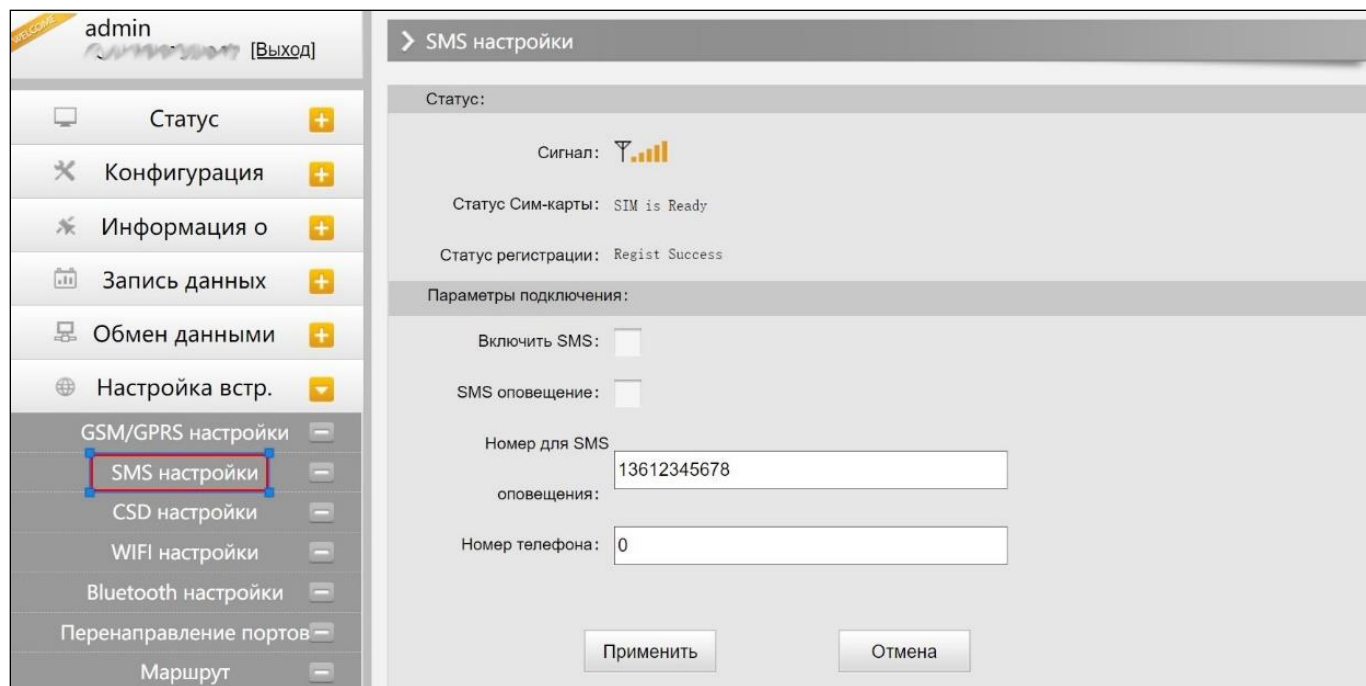 WELCOME
admin
[Выход]
Статус
Конфигурация
Информация о
Запись данных
Обмен данными
Настройка встр.
GSM/GPRS настройки
SMS настройки
CSD настройки
WIFI настройки
Bluetooth настройки
Перенаправление портов
Маршрут
SMS настройки
Статус:
Сигнал:
Статус Сим-карты: SIM is Ready
Статус регистрации: Regist Success
Параметры подключения:
Включить SMS:
SMS оповещение:
Номер для SMS
оповещения:
13612345678
Номер телефона: 0
Применить Отмена